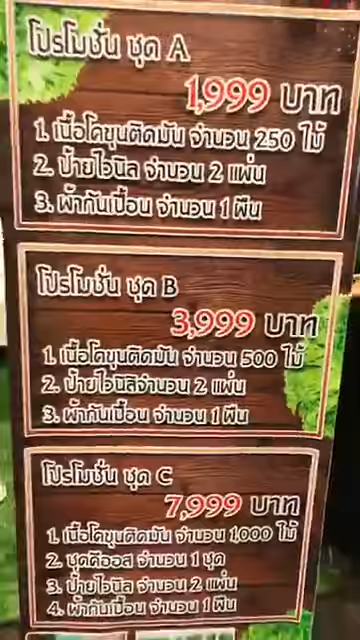 โปรโมชั่น ชุด A
1,999 บาท
1. เนื้อโคขุนติดมัน จำนวน 250 ไม้
2. ป้ายไวนิล จำนวน 2 แผ่น
3. ผ้ากันเปื้อน จำนวน 1 ผืน
โปรโมชั่น ชุด B
3,999 บาท
1. เนื้อโคขุนติดมัน จำนวน 500 ไม้
2. ป้ายไวนิลจำนวน 2 แผ่น
3. ผ้ากันเปื้อน จำนวน 1 ผืน
โปรโมชั่น ชุด C
7,999 บาท
1. เนื้อโคขุนติดมัน จำนวน 1,000 ไม้
2. ชุดคีออส จำนวน 1 ชุด
3. ป้ายไวนิล จำนวน 2 แผ่น
4. ผ้ากันเปื้อน จำนวน 1 ผืน